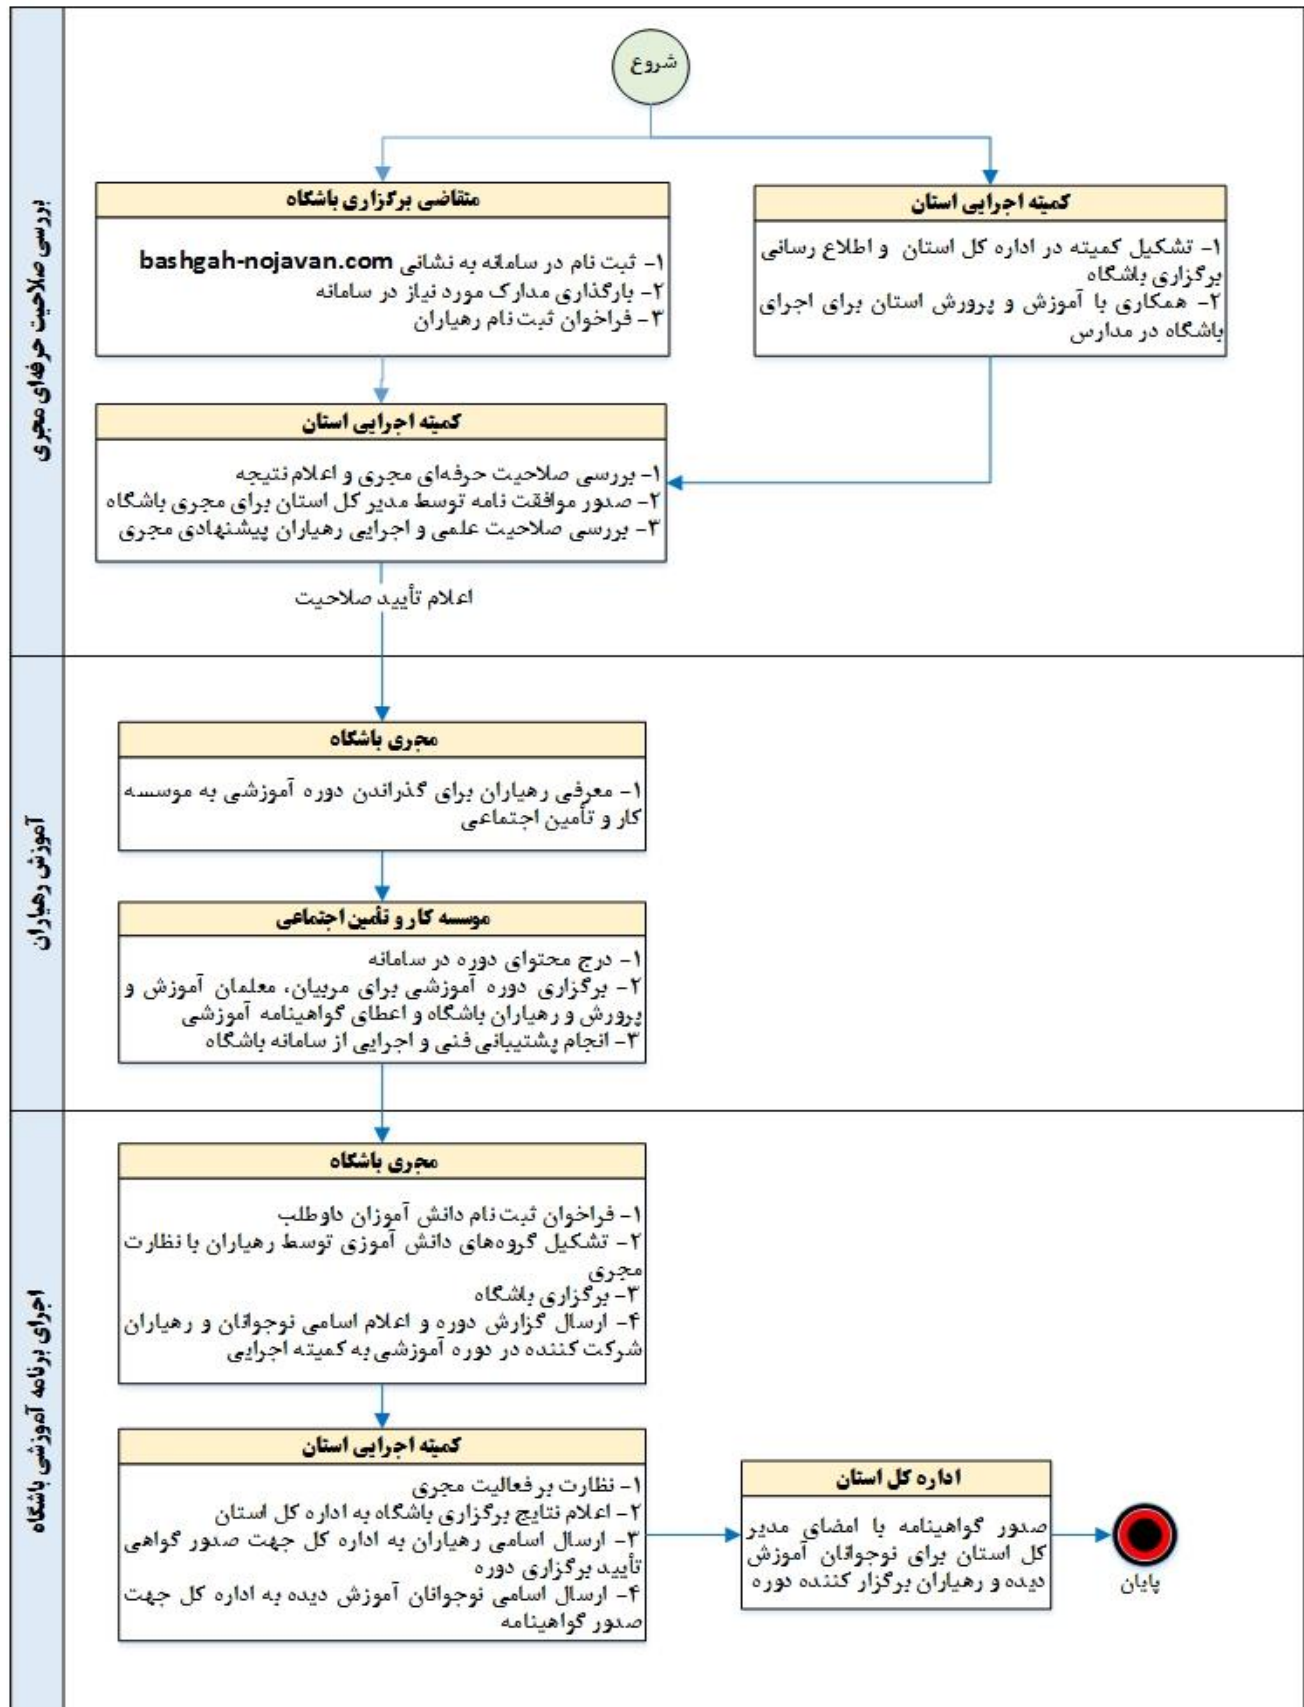 شروع
بررسی صلاحیت حرفه‌ای مجری
کمیته اجرایی استان
۱- تشکیل کمیته در اداره کل استان و اطلاع رسانی
برگزاری باشگاه
۲- همکاری با آموزش و پرورش استان برای اجرای
باشگاه در مدارس
متقاضی برگزاری باشگاه
۱- ثبت نام در سامانه به نشانی bashgah-nojavan.com
۲- بارگذاری مدارک مورد نیاز در سامانه
۳- فراخوان ثبت نام رهیاران
کمیته اجرایی استان
۱- بررسی صلاحیت حرفه‌ای مجری و اعلام نتیجه
۲- صدور موافقت نامه توسط مدیر کل استان برای مجری باشگاه
۳- بررسی صلاحیت علمی و اجرایی رهیاران پیشنهادی مجری
اعلام تأیید صلاحیت
آموزش رهیاران
مجری باشگاه
۱- معرفی رهیاران برای گذراندن دوره آموزشی به موسسه
کار و تأمین اجتماعی
موسسه کار و تأمین اجتماعی
۱- درج محتوای دوره در سامانه
۲- برگزاری دوره آموزشی برای مربیان، معلمان آموزش و
پرورش و رهیاران باشگاه و اعطای گواهینامه آموزشی
۳- انجام پشتیبانی فنی و اجرایی از سامانه باشگاه
اجرای برنامه آموزشی باشگاه
مجری باشگاه
۱- فراخوان ثبت نام دانش آموزان داوطلب
۲- تشکیل گروه‌های دانش آموزی توسط رهیاران با نظارت
مجری
۳- برگزاری باشگاه
۴- ارسال گزارش دوره و اعلام اسامی نوجوانان و رهیاران
شرکت کننده در دوره آموزشی به کمیته اجرایی
کمیته اجرایی استان
۱- نظارت بر فعالیت مجری
۲- اعلام نتایج برگزاری باشگاه به اداره کل استان
۳- ارسال اسامی رهیاران به اداره کل جهت صدور گواهی
تأیید برگزاری دوره
۴- ارسال اسامی نوجوانان آموزش دیده به اداره کل جهت
صدور گواهینامه
اداره کل استان
صدور گواهینامه با امضای مدیر
کل استان برای نوجوانان آموزش
دیده و رهیاران برگزار کننده دوره
پایان